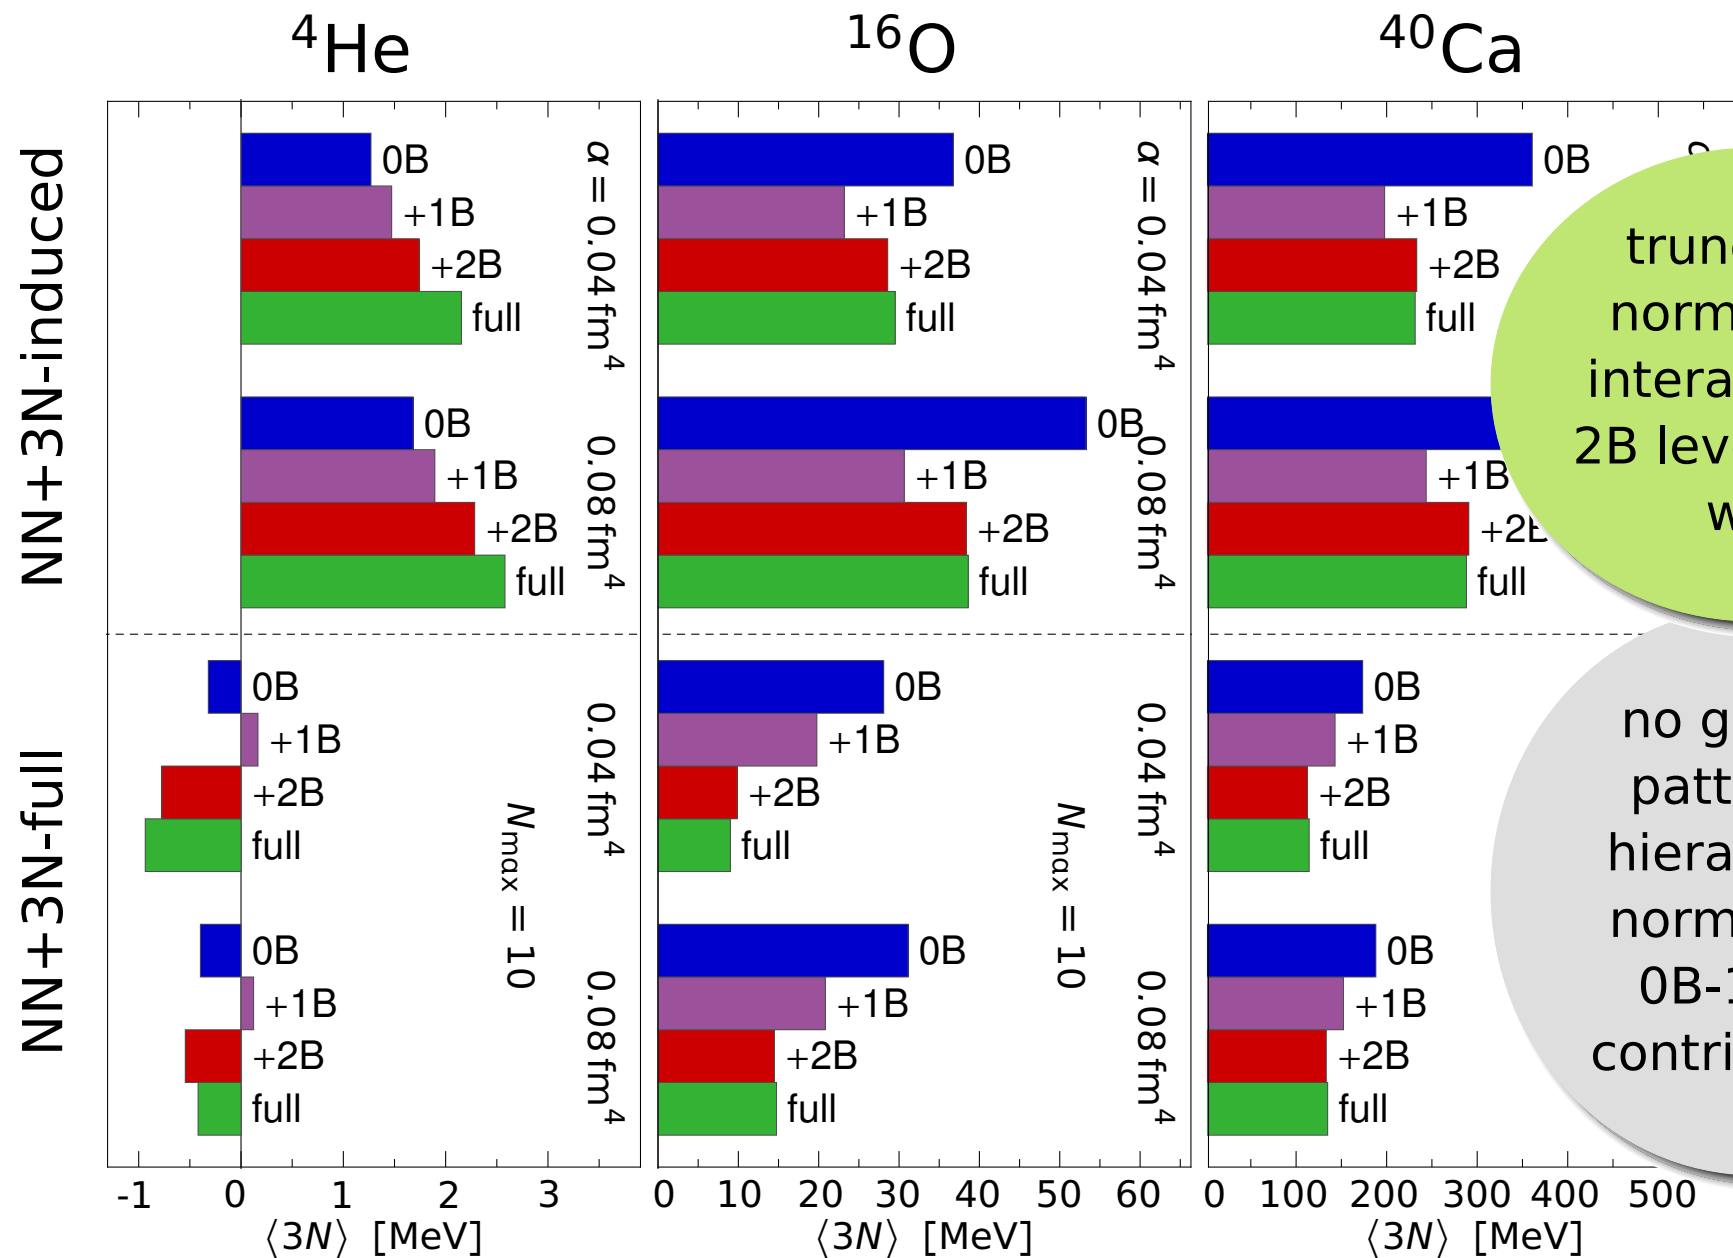 ⁴He
¹⁶O
⁴⁰Ca
NN+3N-induced
0B
+1B
+2B
full
α = 0.04 fm⁴
0B
+1B
+2B
full
0.08 fm⁴
0B
+1B
+2B
full
α = 0.04 fm⁴
0B
+1B
+2B
full
0.08 fm⁴
0B
+1B
+2B
full
+1B
full
NN+3N-full
0B
+1B
+2B
full
0.04 fm⁴
0B
+1B
+2B
full
0.08 fm⁴
N_max = 10
0B
+1B
+2B
full
0.04 fm⁴
0B
+1B
+2B
full
0.08 fm⁴
N_max = 10
0B
+1B
+2B
full
0B
+1B
+2B
full
-1 0 1 2 3
⟨3N⟩ [MeV]
0 10 20 30 40 50 60
⟨3N⟩ [MeV]
0 100 200 300 400 500
⟨3N⟩ [MeV]
2B
no